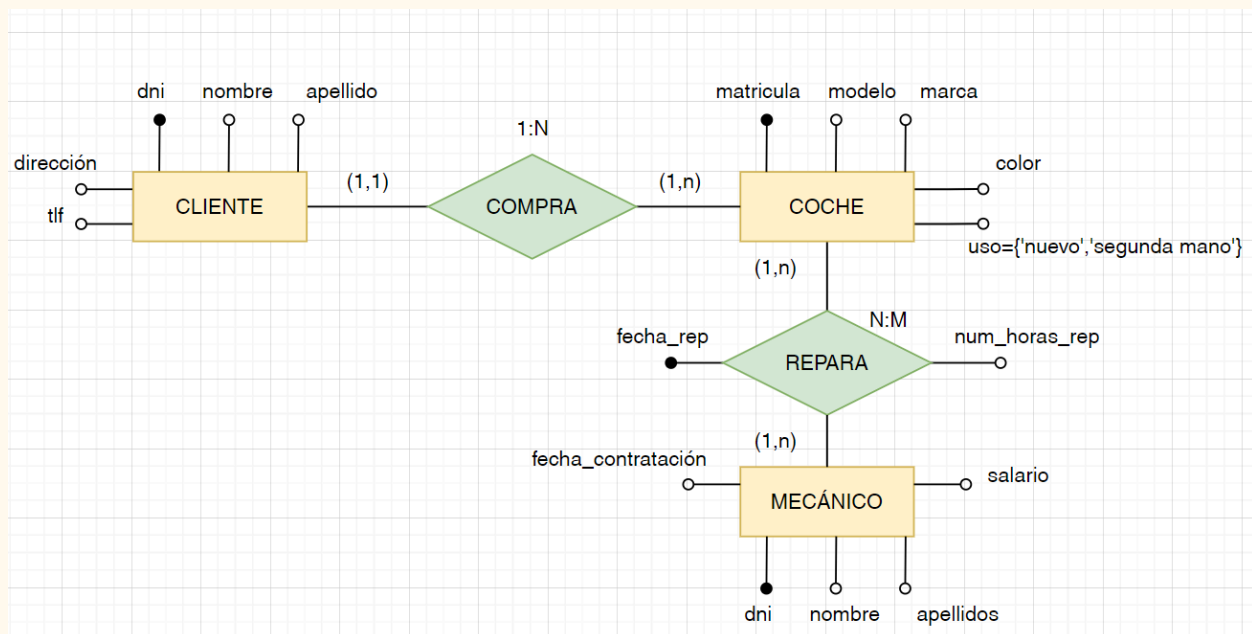 dni nombre apellido
matricula modelo marca
1:N
dirección
color
(1,1)
(1,n)
CLIENTE
COMPRA
COCHE
tlf
uso={'nuevo','segunda mano'}
(1,n)
N:M
fecha_rep
num_horas_rep
REPARA
(1,n)
fecha_contratación
salario
MECÁNICO
dni nombre apellidos